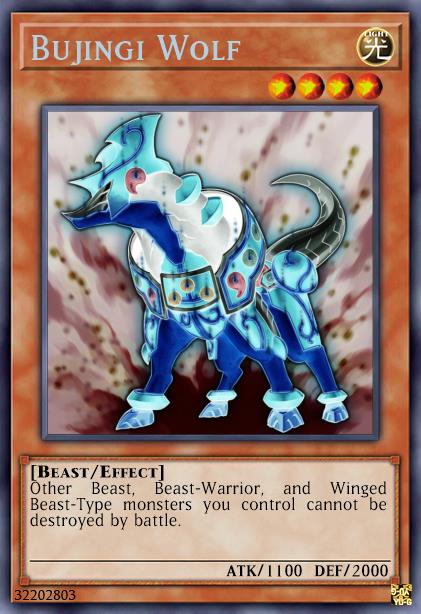 Bujingi Wolf
LIGHT
光
[Beast/Effect]
Other Beast, Beast-Warrior, and Winged
Beast-Type monsters you control cannot be
destroyed by battle.
ATK/1100 DEF/2000
32202803